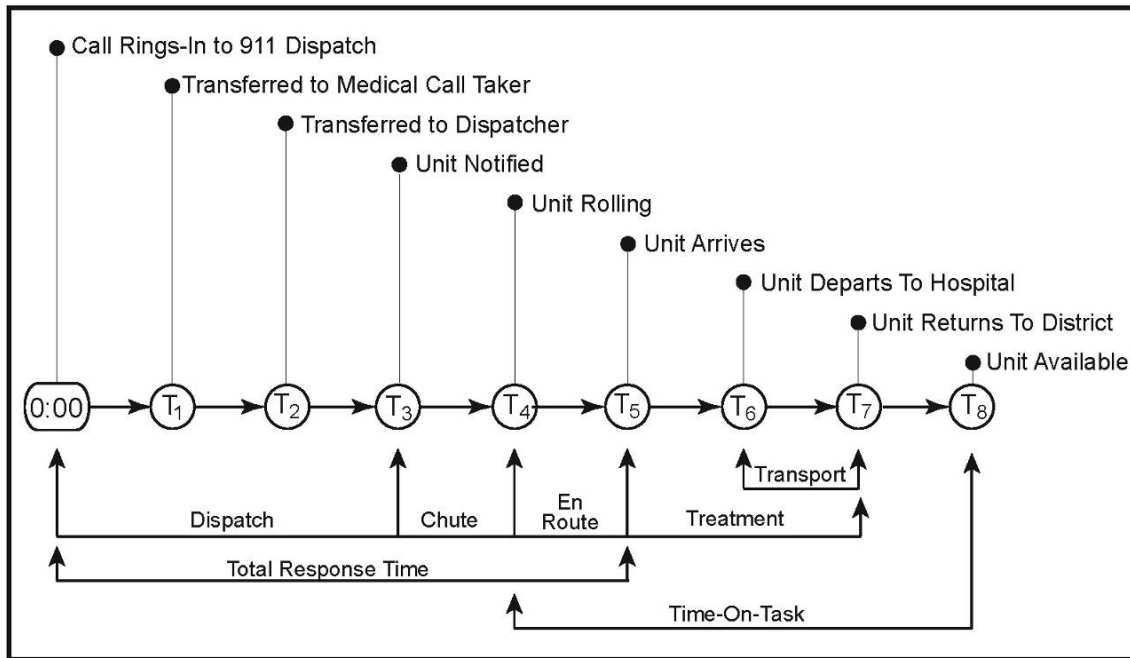 Call Rings-In to 911 Dispatch
Transferred to Medical Call Taker
Transferred to Dispatcher
Unit Notified
Unit Rolling
Unit Arrives
Unit Departs To Hospital
Unit Returns To District
Unit Available
0:00 T1 T2 T3 T4 T5 T6 T7 T8
Transport
En
Dispatch Chute Route Treatment
Total Response Time
Time-On-Task